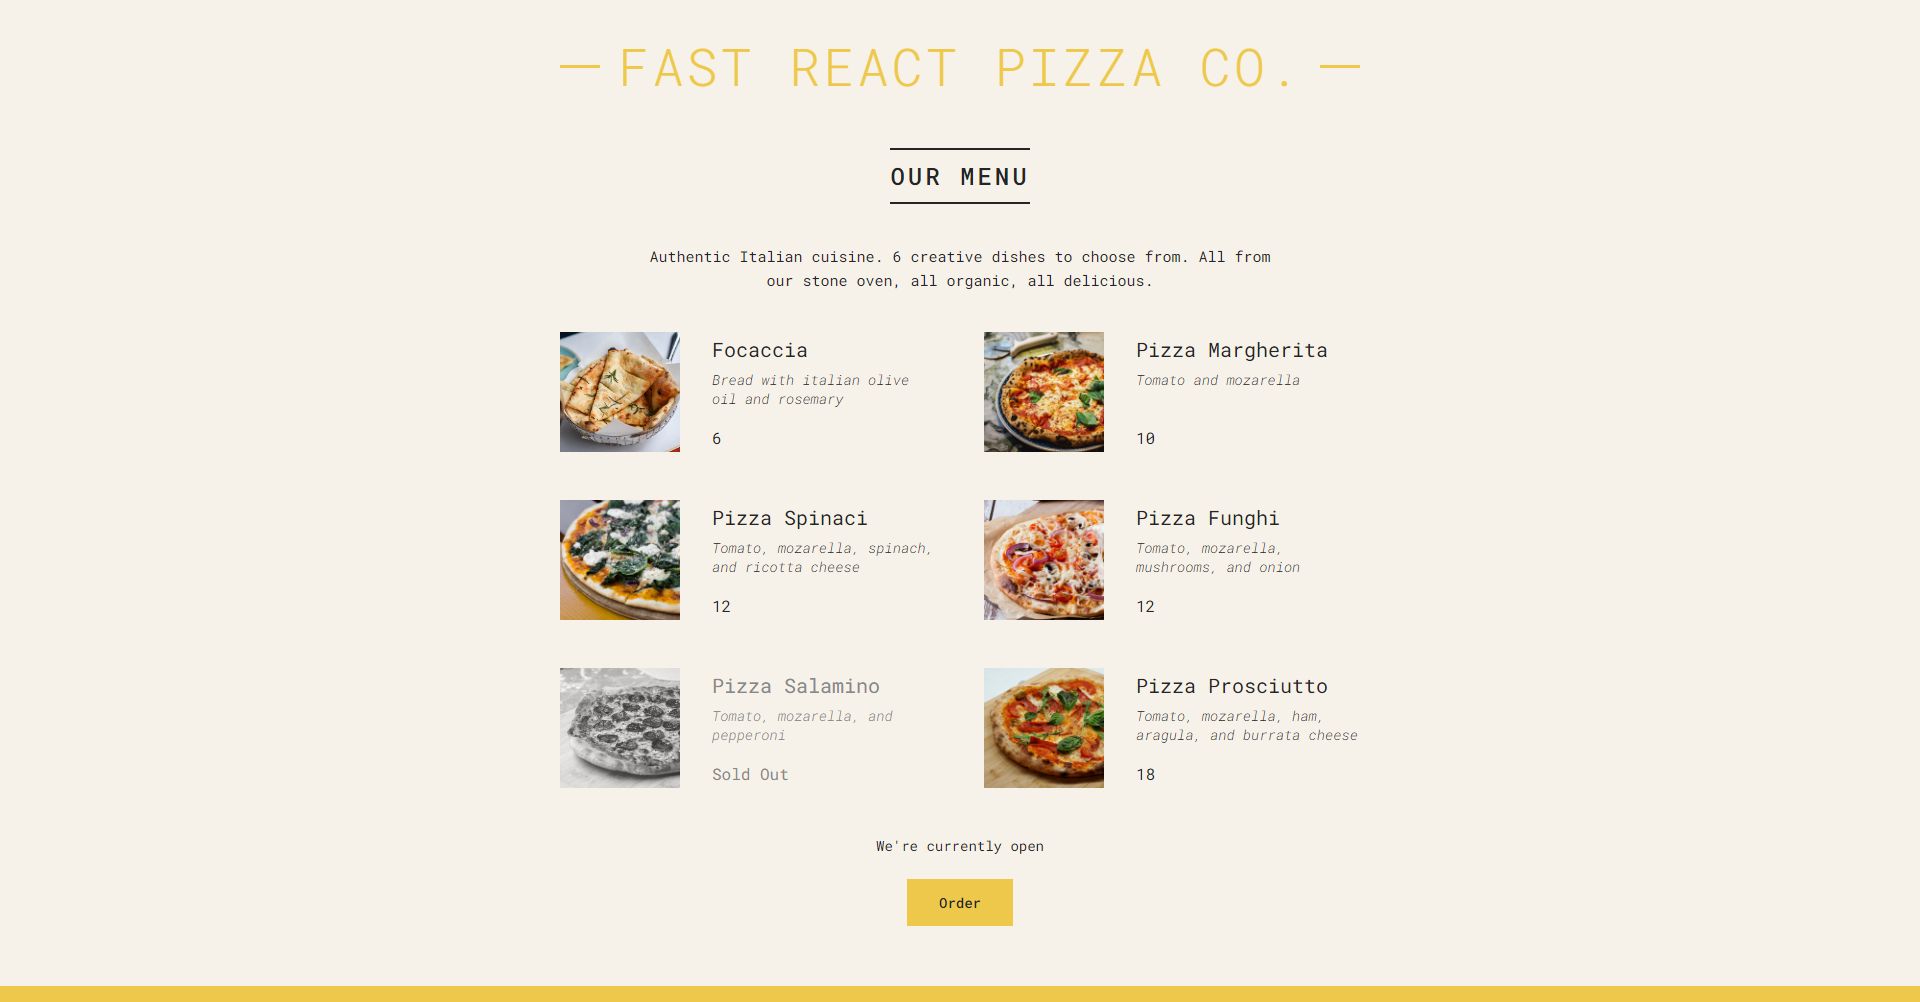 FAST REACT PIZZA CO.
OUR MENU
Authentic Italian cuisine. 6 creative dishes to choose from. All from
our stone oven, all organic, all delicious.
Focaccia
Bread with italian olive
oil and rosemary
6
Pizza Margherita
Tomato and mozarella
10
Pizza Spinaci
Tomato, mozarella, spinach,
and ricotta cheese
12
Pizza Funghi
Tomato, mozarella,
mushrooms, and onion
12
Pizza Salamino
Tomato, mozarella, and
pepperoni
Sold Out
Pizza Prosciutto
Tomato, mozarella, ham,
aragula, and burrata cheese
18
We're currently open
Order